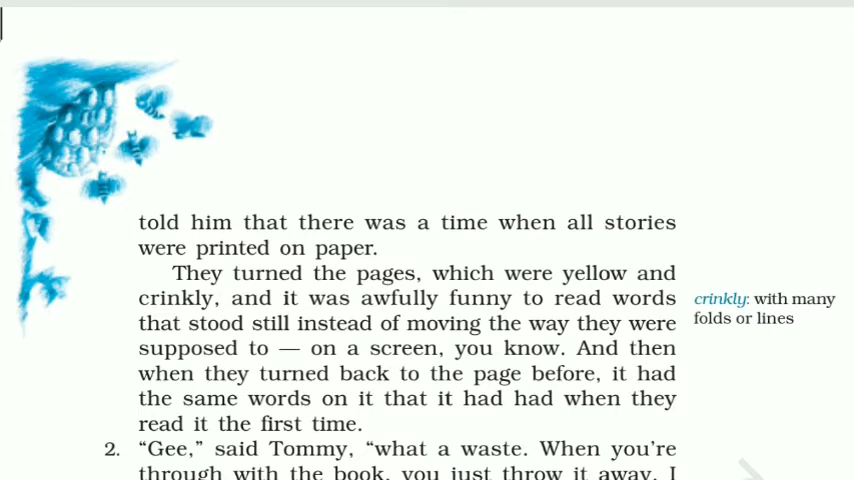 told him that there was a time when all stories
were printed on paper.
They turned the pages, which were yellow and
crinkly, and it was awfully funny to read words
that stood still instead of moving the way they were
supposed to — on a screen, you know. And then
when they turned back to the page before, it had
the same words on it that it had had when they
read it the first time.
crinkly: with many
folds or lines
2. “Gee,” said Tommy, “what a waste. When you’re
through with the book, you just throw it away. I